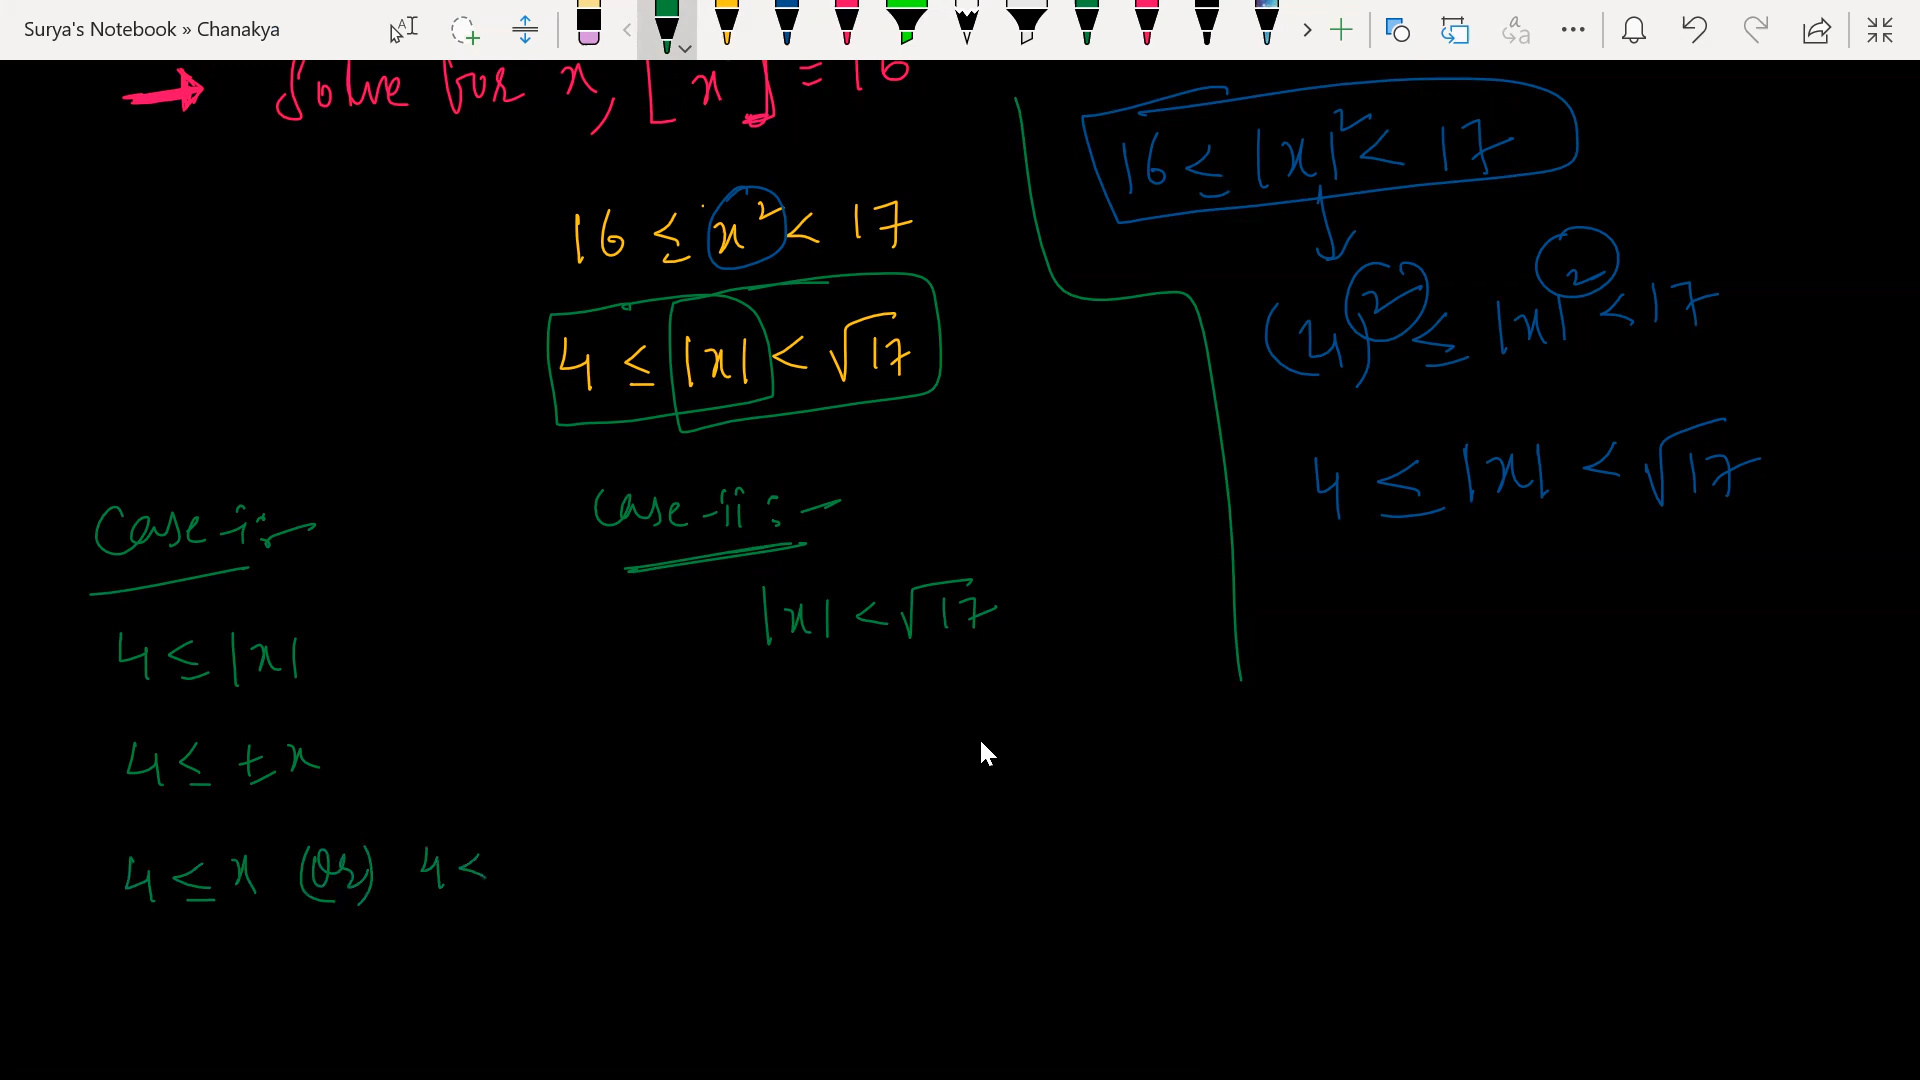 Surya's Notebook » Chanakya
Solve for x, [x] = 16
16 ≤ x² < 17
4 ≤ |x| < √17
Case-i:-
4 ≤ |x|
4 ≤ ± x
4 ≤ x (Or) 4 <
Case-ii:-
|x| < √17
16 ≤ |x|² < 17
(4)² ≤ |x|² < 17
4 ≤ |x| < √17